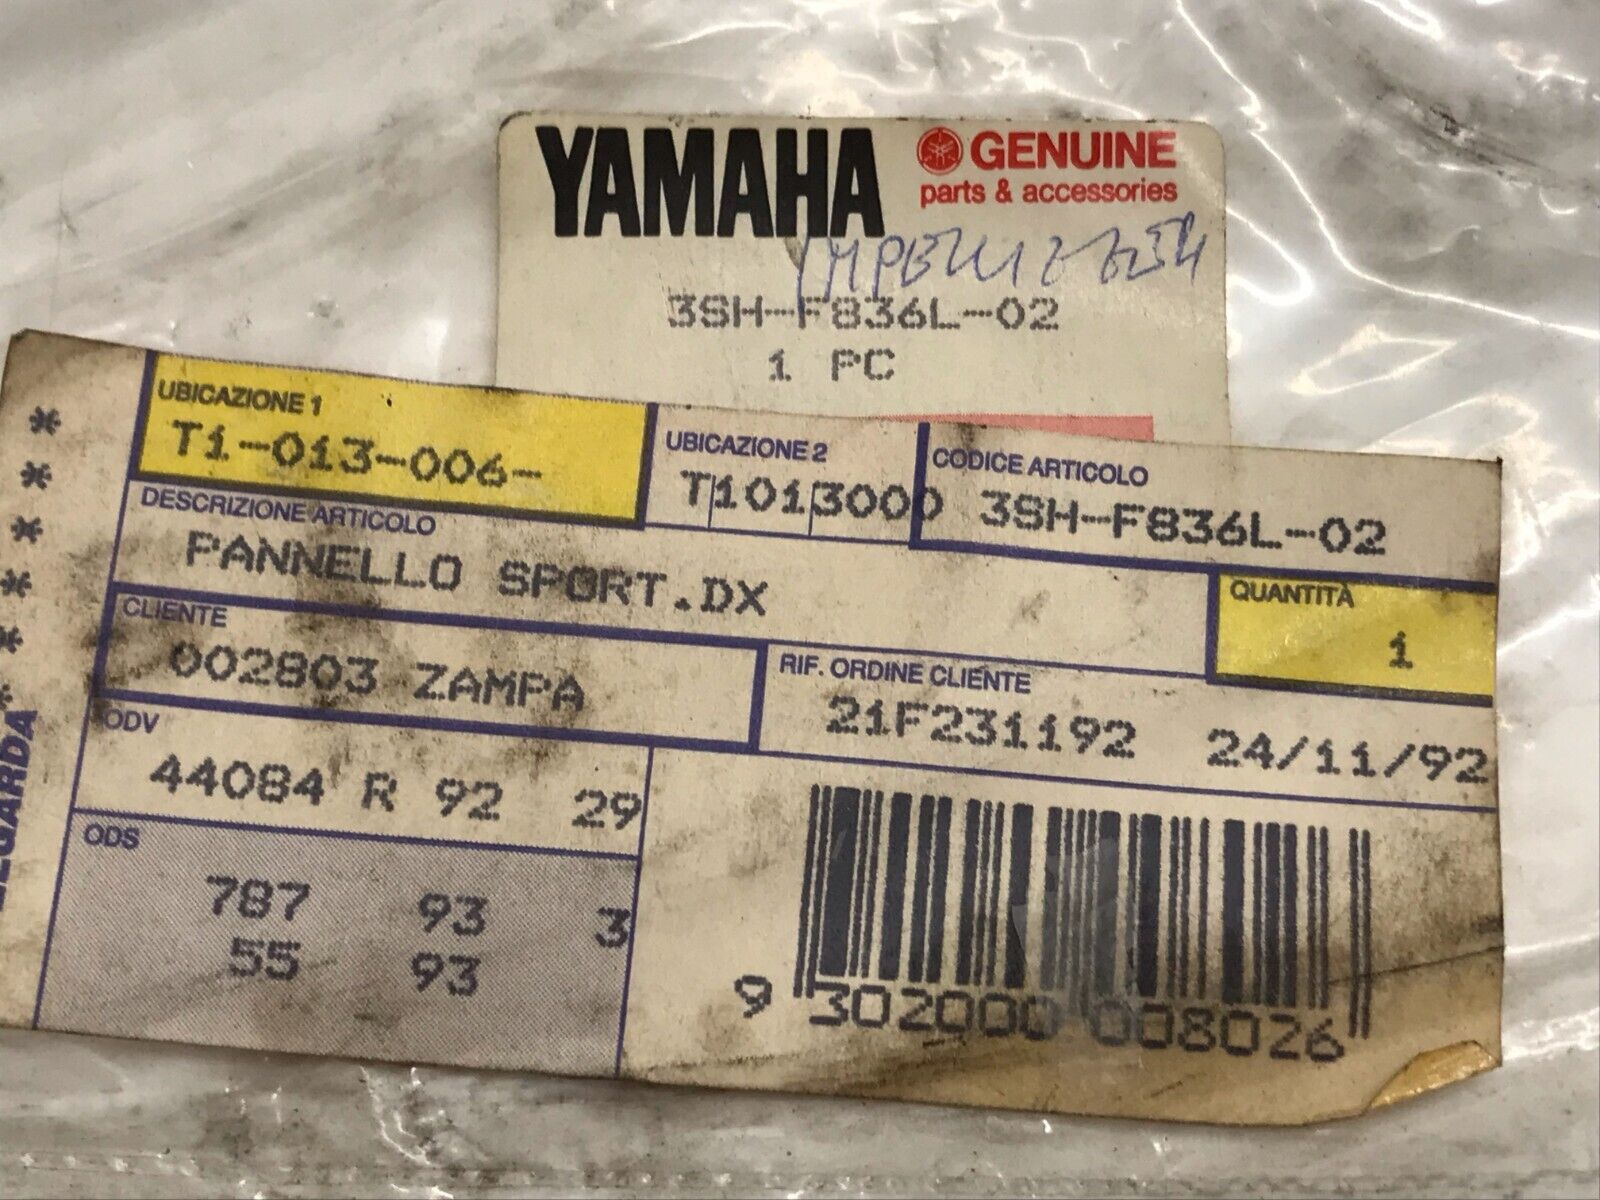 YAMAHA
GENUINE
parts & accessories
3SH-F836L-02
1 PC
UBICAZIONE 1
T1-013-006-
UBICAZIONE 2
T1013000
CODICE ARTICOLO
3SH-F836L-02
DESCRIZIONE ARTICOLO
PANNELLO SPORT.DX
QUANTITÀ
1
CLIENTE
002803 ZAMPA
RIF. ORDINE CLIENTE
21F231192 24/11/92
ODV
44084 R 92 29
ODS
787 93 3
55 93
9 302000 008026
* * * * * *